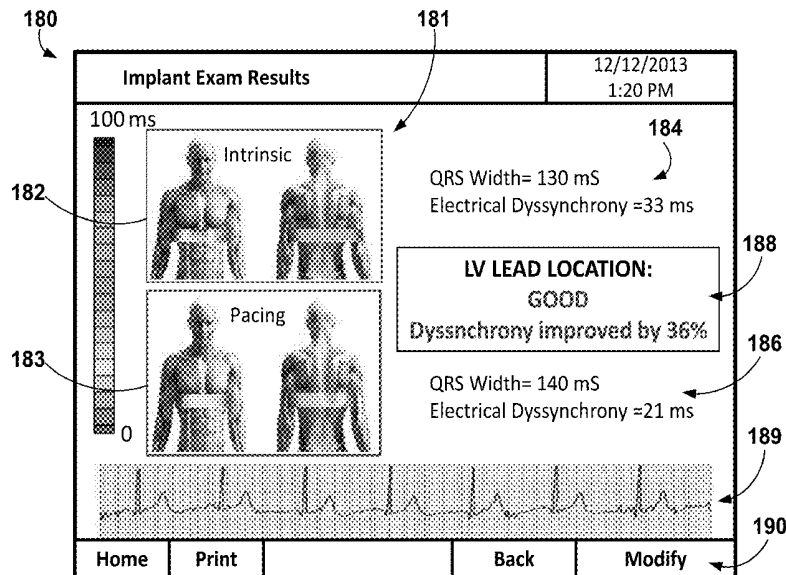 180
181
Implant Exam Results
12/12/2013
1:20 PM
100 ms
184
Intrinsic
QRS Width= 130 mS
182
Electrical Dyssynchrony =33 ms
LV LEAD LOCATION:
188
GOOD
Pacing
Dyssnchrony improved by 36%
183
186
QRS Width= 140 mS
Electrical Dyssynchrony =21 ms
0
189
190
Home
Print
Back
Modify